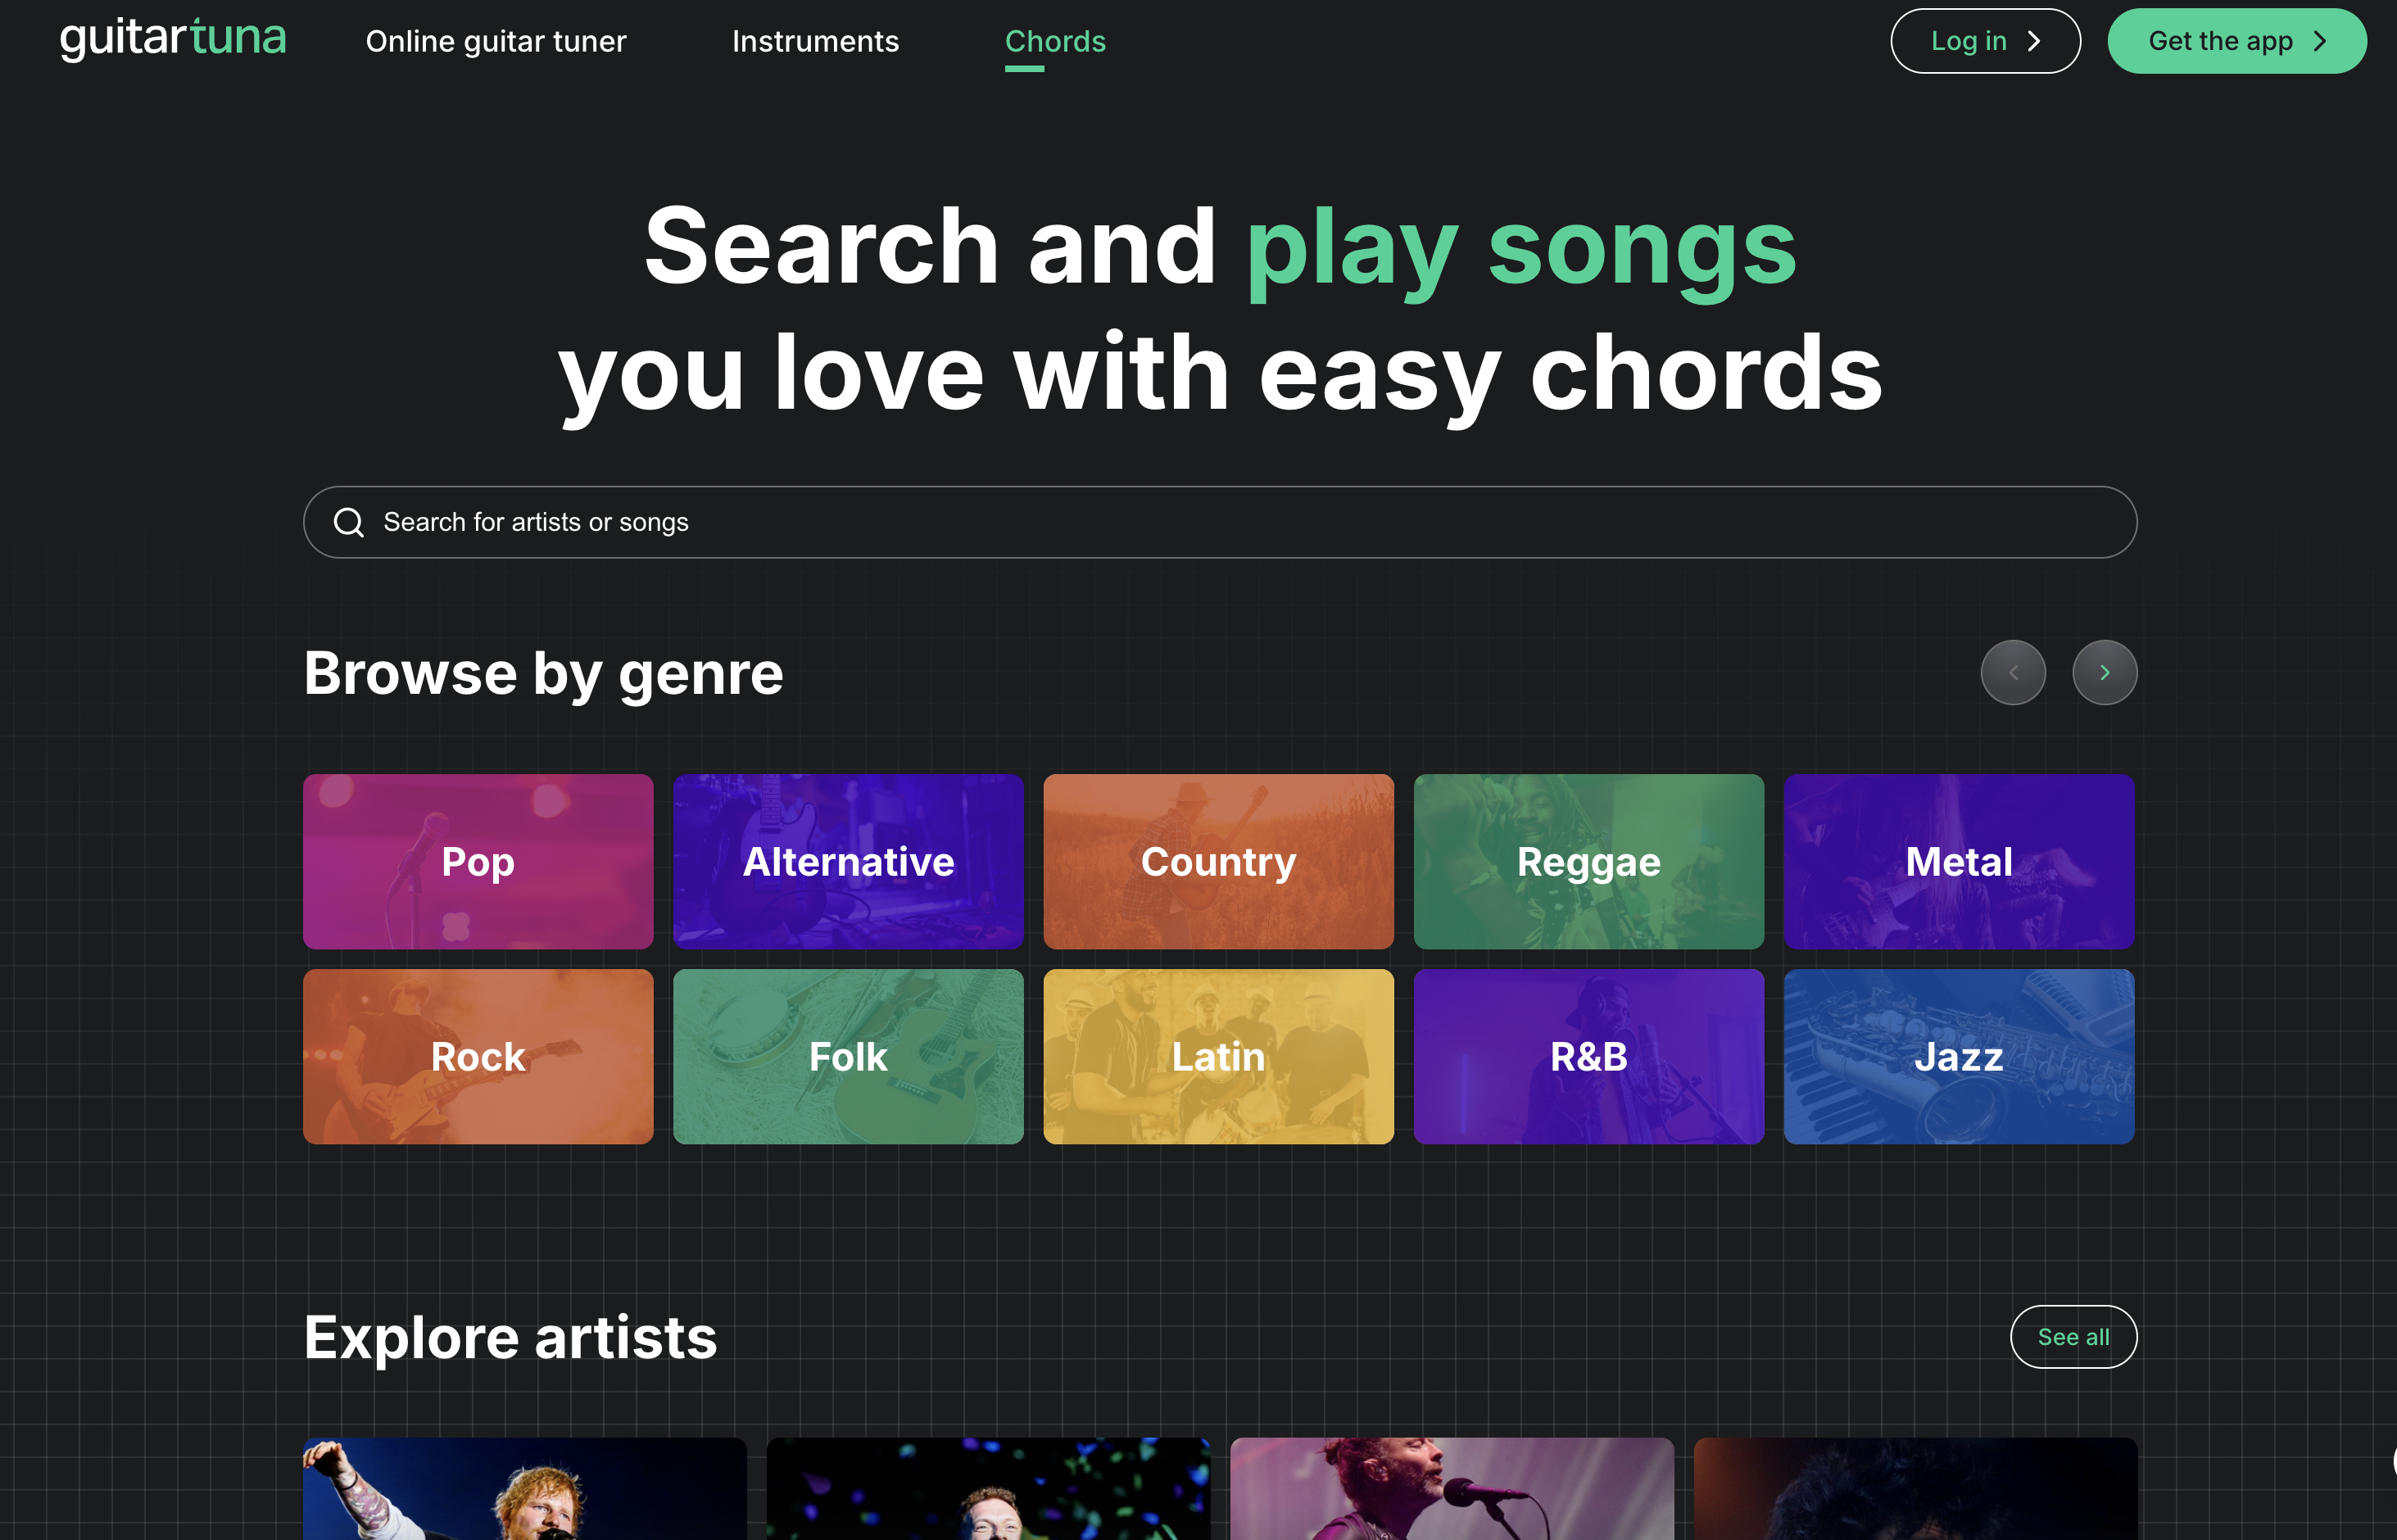 guitartuna
Online guitar tuner
Instruments
Chords
Log in
Get the app
Search and play songs
you love with easy chords
Search for artists or songs
Browse by genre
Pop
Alternative
Country
Reggae
Metal
Rock
Folk
Latin
R&B
Jazz
Explore artists
See all